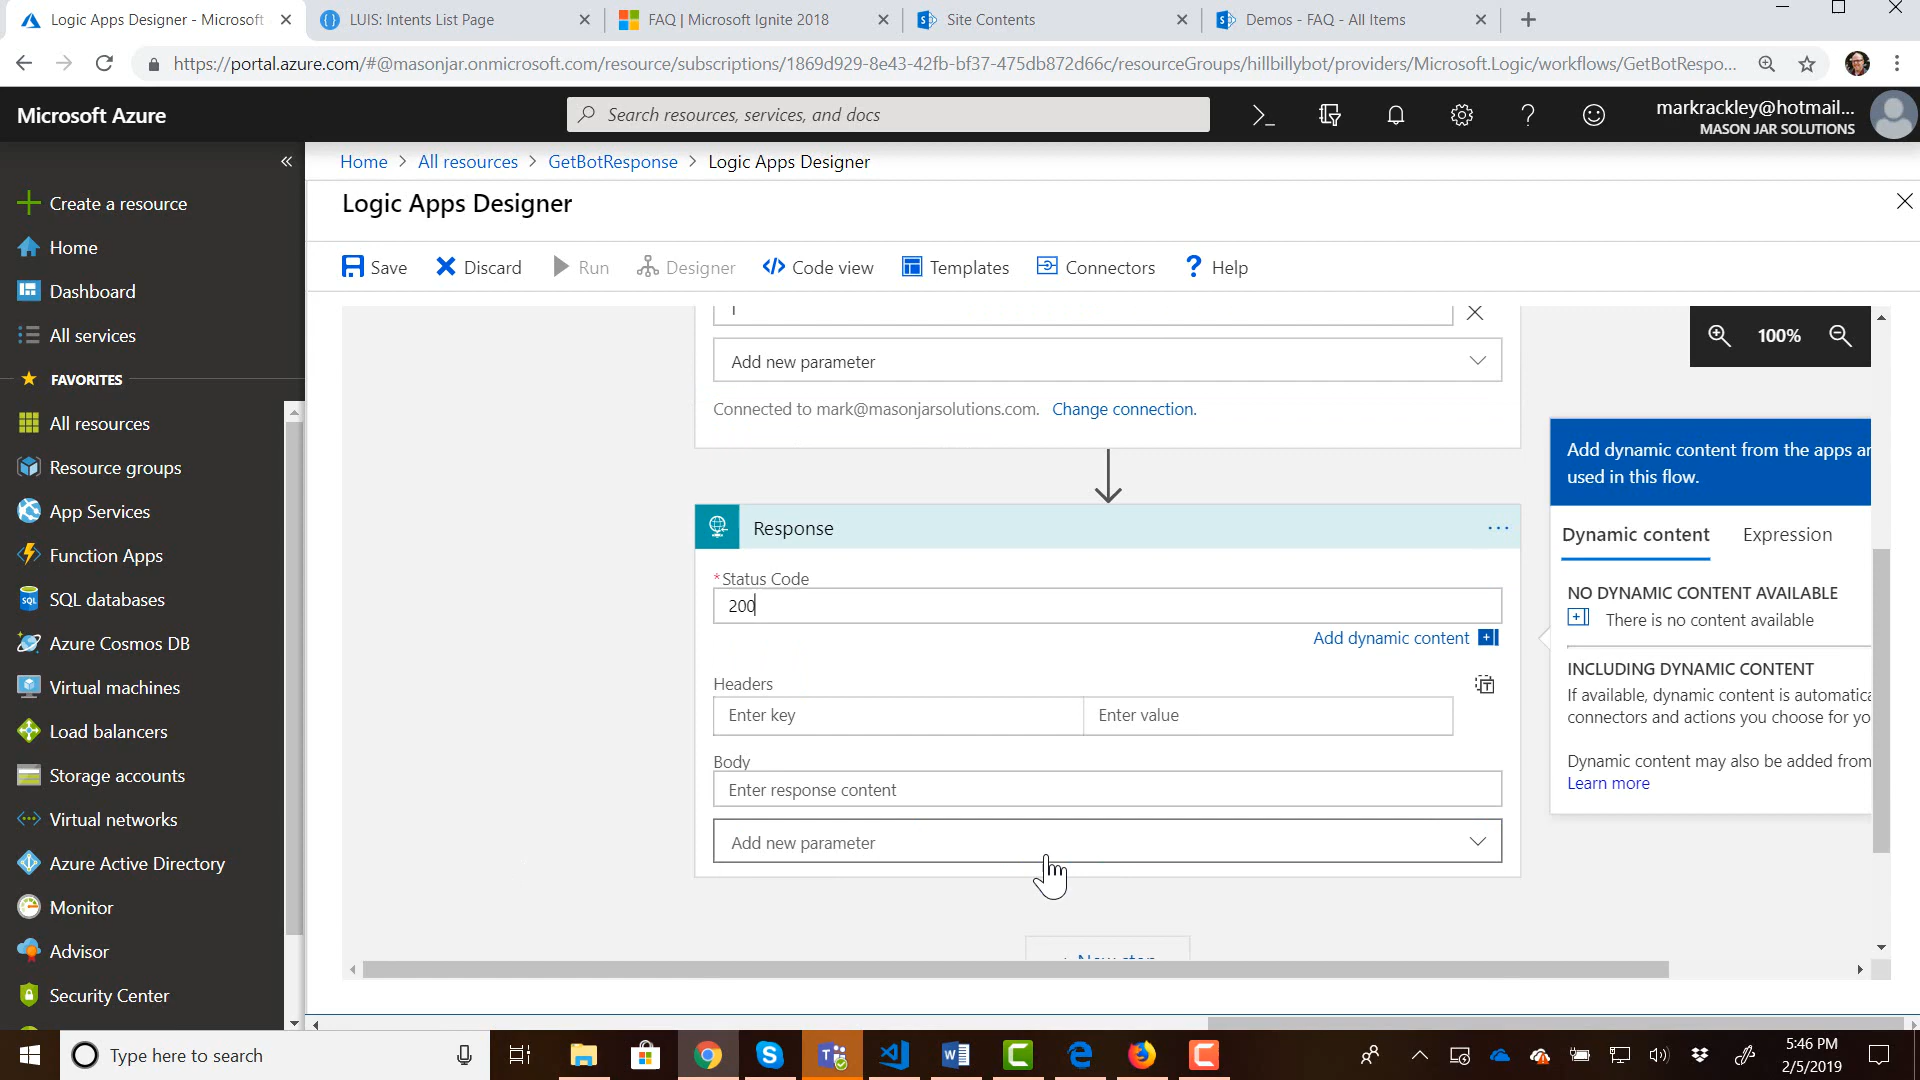 Logic Apps Designer - Microsoft
LUIS: Intents List Page
FAQ | Microsoft Ignite 2018
Site Contents
Demos - FAQ - All Items
https://portal.azure.com/#@masonjar.onmicrosoft.com/resource/subscriptions/1869d929-8e43-42fb-bf37-475db872d66c/resourceGroups/hillbillybot/providers/Microsoft.Logic/workflows/GetBotRespo...
Microsoft Azure
Search resources, services, and docs
markrackley@hotmail...
MASON JAR SOLUTIONS
Home > All resources > GetBotResponse > Logic Apps Designer
Logic Apps Designer
Save
Discard
Run
Designer
Code view
Templates
Connectors
Help
Create a resource
Home
Dashboard
All services
FAVORITES
All resources
Resource groups
App Services
Function Apps
SQL databases
Azure Cosmos DB
Virtual machines
Load balancers
Storage accounts
Virtual networks
Azure Active Directory
Monitor
Advisor
Security Center
Add new parameter
Connected to mark@masonjarsolutions.com. Change connection.
100%
Response
*Status Code
200
Add dynamic content
Headers
Enter key
Enter value
Body
Enter response content
Add new parameter
Add dynamic content from the apps
used in this flow.
Dynamic content
Expression
NO DYNAMIC CONTENT AVAILABLE
There is no content available
INCLUDING DYNAMIC CONTENT
If available, dynamic content is
connectors and actions you choose for
Dynamic content may also be added from
Learn more
New step
Type here to search
5:46 PM
2/5/2019